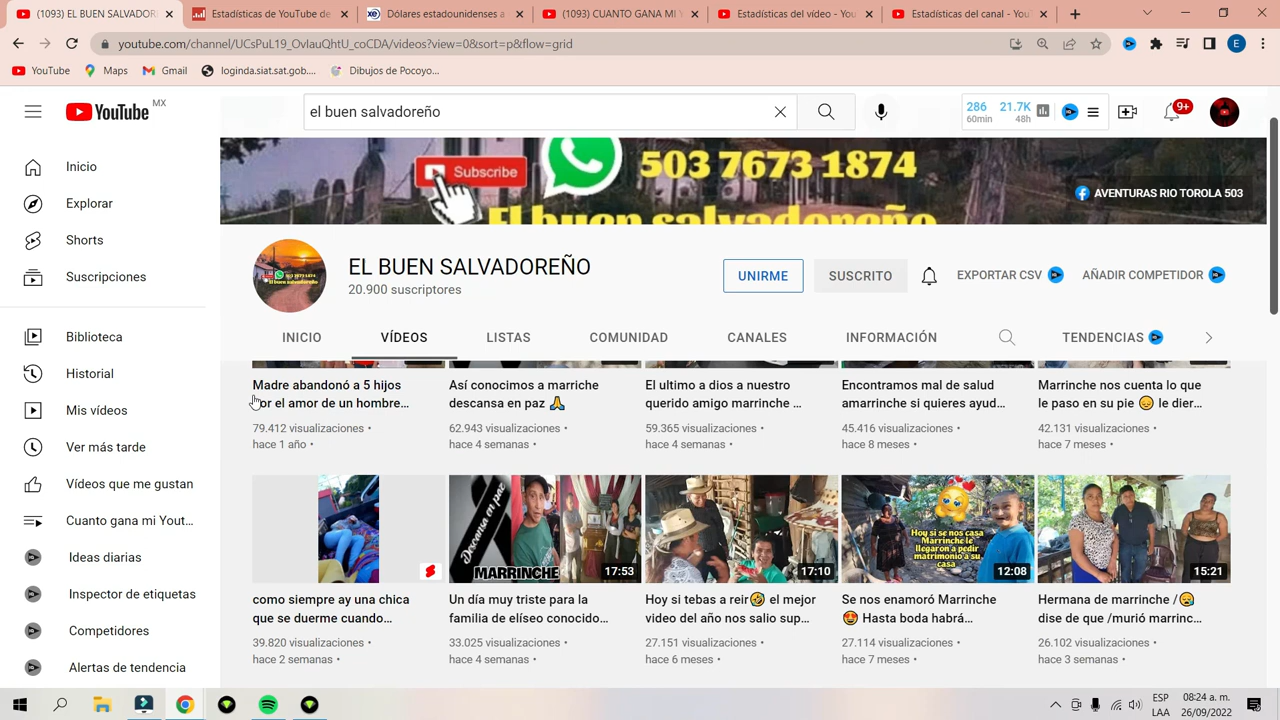 (1093) EL BUEN SALVADOR
Estadísticas de YouTube de
Dólares estadounidenses a
(1093) CUANTO GANA MI Y
Estadísticas del vídeo - You
Estadísticas del canal - YouT
youtube.com/channel/UCsPuL19_OvIauQhtU_coCDA/videos?view=0&sort=p&flow=grid
E
YouTube
Maps
Gmail
loginda.siat.sat.gob....
Dibujos de Pocoyo...
YouTube MX
el buen salvadoreño
286 21.7K
60min 48h
9+
Inicio
Explorar
Shorts
Suscripciones
Biblioteca
Historial
Mis vídeos
Ver más tarde
Vídeos que me gustan
Cuanto gana mi Yout...
Ideas diarias
Inspector de etiquetas
Competidores
Alertas de tendencia
Subscribe
503 7673 1874
El buen salvadoreño
AVENTURAS RIO TOROLA 503
503 7673 1874
El buen salvadoreño
EL BUEN SALVADOREÑO
20.900 suscriptores
UNIRME
SUSCRITO
EXPORTAR CSV
AÑADIR COMPETIDOR
INICIO
VÍDEOS
LISTAS
COMUNIDAD
CANALES
INFORMACIÓN
TENDENCIAS
Madre abandonó a 5 hijos
por el amor de un hombre...
79.412 visualizaciones •
hace 1 año •
Así conocimos a marriche
descansa en paz 🙏
62.943 visualizaciones •
hace 4 semanas •
El ultimo a dios a nuestro
querido amigo marrinche ...
59.365 visualizaciones •
hace 4 semanas •
Encontramos mal de salud
amarrinche si quieres ayud...
45.416 visualizaciones •
hace 8 meses •
Marrinche nos cuenta lo que
le paso en su pie 😞 le dier...
42.131 visualizaciones •
hace 7 meses •
como siempre ay una chica
que se duerme cuando...
39.820 visualizaciones •
hace 2 semanas •
Descansa en paz
MARRINCHE
17:53
Un día muy triste para la
familia de elíseo conocido...
33.025 visualizaciones •
hace 4 semanas •
17:10
Hoy si tebas a reir🤣 el mejor
video del año nos salio sup...
27.151 visualizaciones •
hace 6 meses •
Hoy si se nos casa
Marrinche le
llegaron a pedir
matrimonio a su
casa
12:08
Se nos enamoró Marrinche
😍 Hasta boda habrá...
27.114 visualizaciones •
hace 7 meses •
15:21
Hermana de marrinche /😥
dise de que /murió marrinc...
26.102 visualizaciones •
hace 3 semanas •
ESP
LAA
08:24 a. m.
26/09/2022